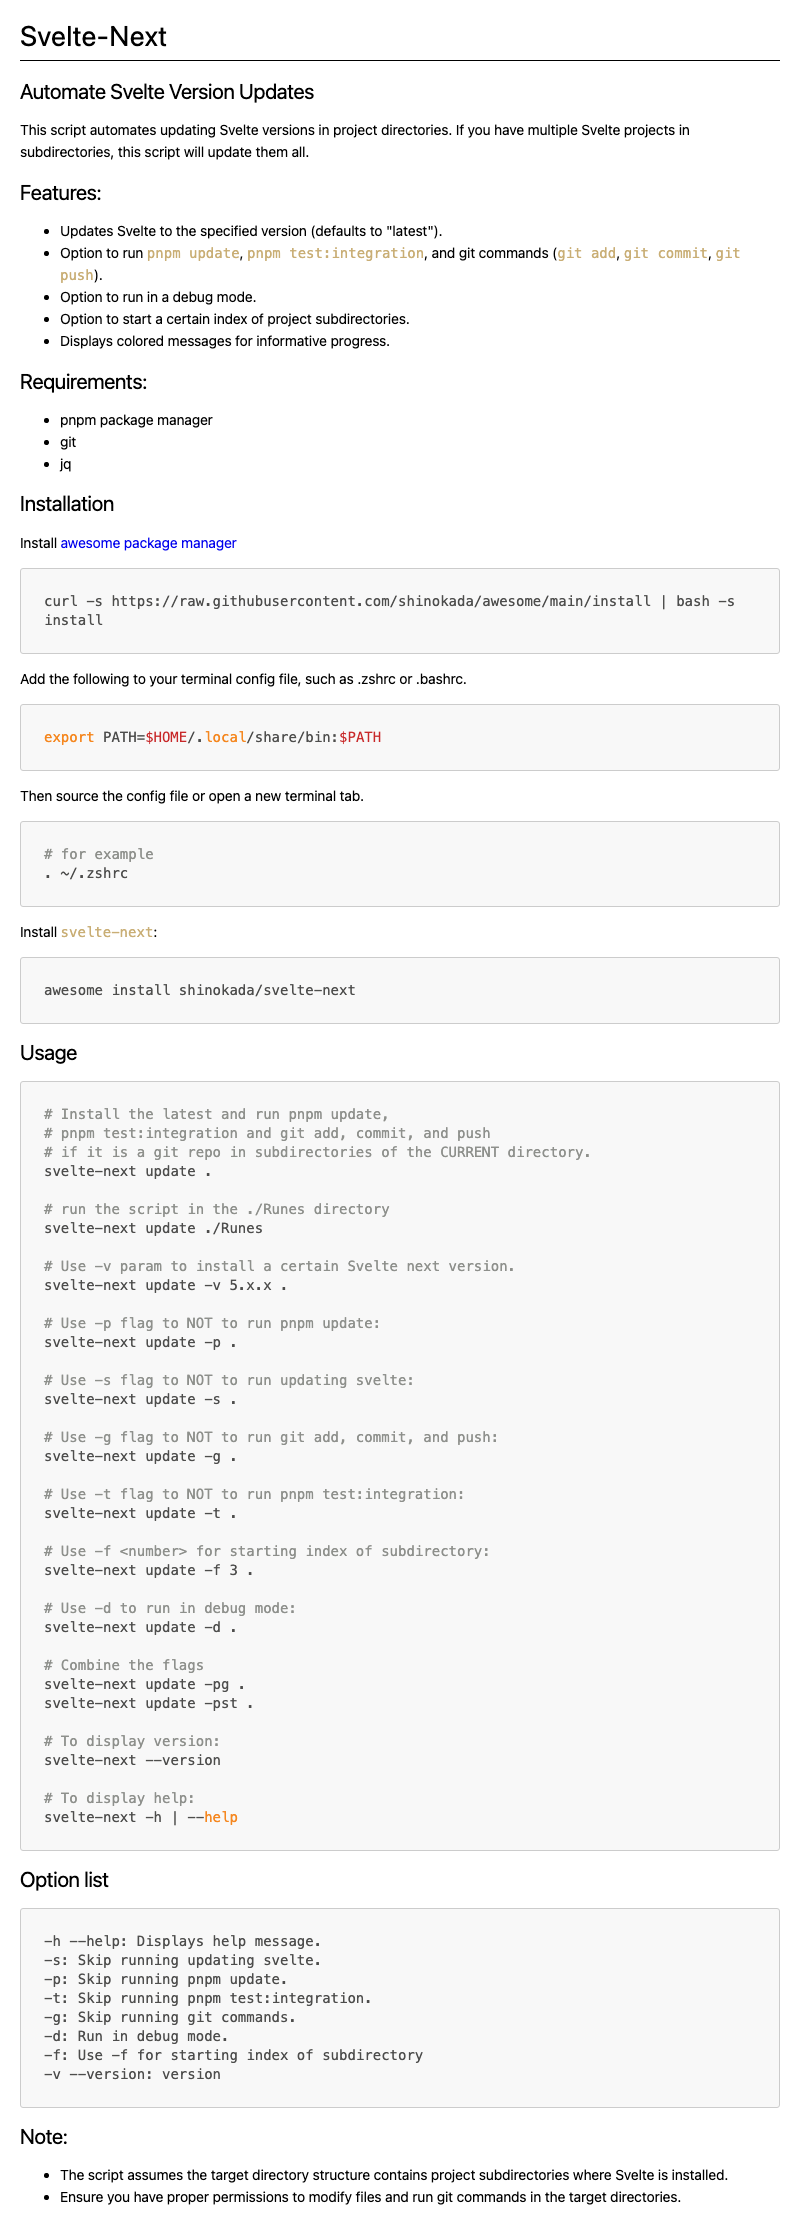 Svelte-Next
Automate Svelte Version Updates
This script automates updating Svelte versions in project directories. If you have multiple Svelte projects in
subdirectories, this script will update them all.
Features:
• Updates Svelte to the specified version (defaults to "latest").
• Option to run pnpm update, pnpm test:integration, and git commands (git add, git commit, git
push).
• Option to run in a debug mode.
• Option to start a certain index of project subdirectories.
• Displays colored messages for informative progress.
Requirements:
• pnpm package manager
• git
• jq
Installation
Install awesome package manager
curl -s https://raw.githubusercontent.com/shinokada/awesome/main/install | bash -s
install
Add the following to your terminal config file, such as .zshrc or .bashrc.
export PATH=$HOME/.local/share/bin:$PATH
Then source the config file or open a new terminal tab.
# for example
. ~/.zshrc
Install svelte-next:
awesome install shinokada/svelte-next
Usage
# Install the latest and run pnpm update,
# pnpm test:integration and git add, commit, and push
# if it is a git repo in subdirectories of the CURRENT directory.
svelte-next update .
# run the script in the ./Runes directory
svelte-next update ./Runes
# Use -v param to install a certain Svelte next version.
svelte-next update -v 5.x.x .
# Use -p flag to NOT to run pnpm update:
svelte-next update -p .
# Use -s flag to NOT to run updating svelte:
svelte-next update -s .
# Use -g flag to NOT to run git add, commit, and push:
svelte-next update -g .
# Use -t flag to NOT to run pnpm test:integration:
svelte-next update -t .
# Use -f <number> for starting index of subdirectory:
svelte-next update -f 3 .
# Use -d to run in debug mode:
svelte-next update -d .
# Combine the flags
svelte-next update -pg .
svelte-next update -pst .
# To display version:
svelte-next --version
# To display help:
svelte-next -h | --help
Option list
-h --help: Displays help message.
-s: Skip running updating svelte.
-p: Skip running pnpm update.
-t: Skip running pnpm test:integration.
-g: Skip running git commands.
-d: Run in debug mode.
-f: Use -f for starting index of subdirectory
-v --version: version
Note:
• The script assumes the target directory structure contains project subdirectories where Svelte is installed.
• Ensure you have proper permissions to modify files and run git commands in the target directories.